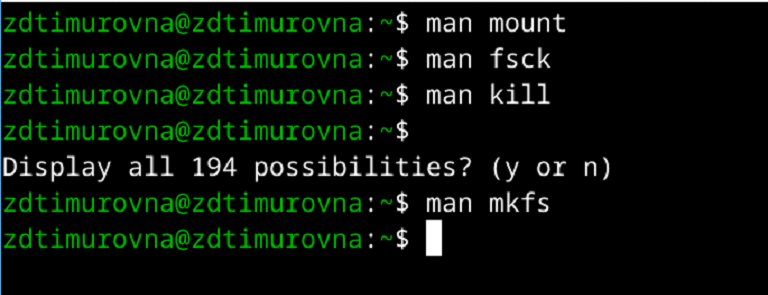 zdtimurovna@zdtimurovna:~$ man mount
zdtimurovna@zdtimurovna:~$ man fsck
zdtimurovna@zdtimurovna:~$ man kill
zdtimurovna@zdtimurovna:~$
Display all 194 possibilities? (y or n)
zdtimurovna@zdtimurovna:~$ man mkfs
zdtimurovna@zdtimurovna:~$